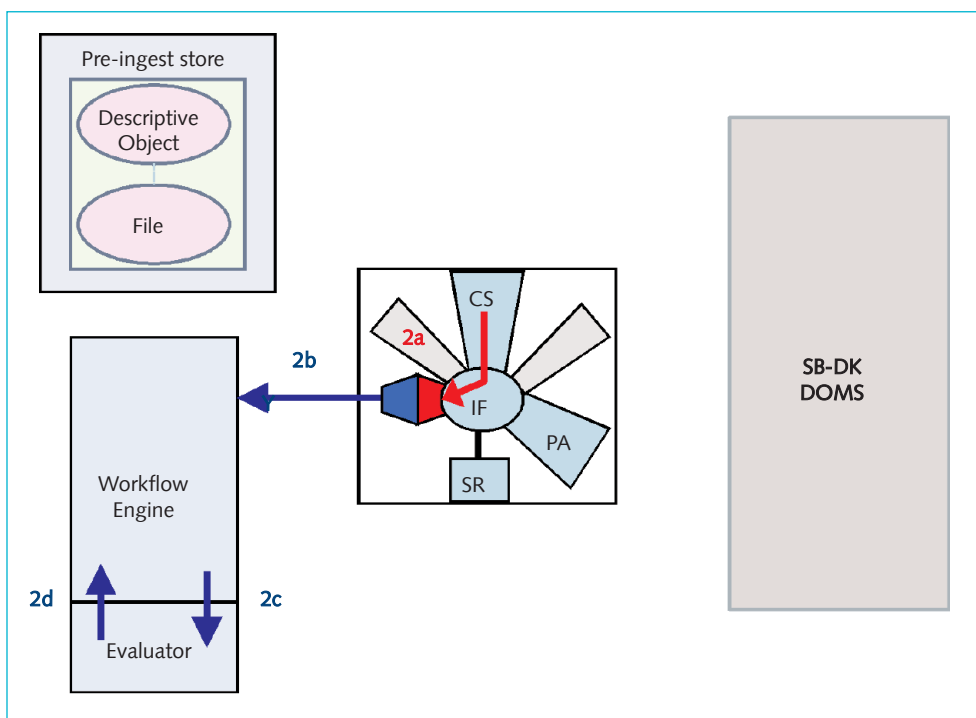 Pre-ingest store
Descriptive
Object
File
CS
2a
2b
IF
PA
SR
SB-DK
DOMS
Workflow
Engine
2d
2c
Evaluator